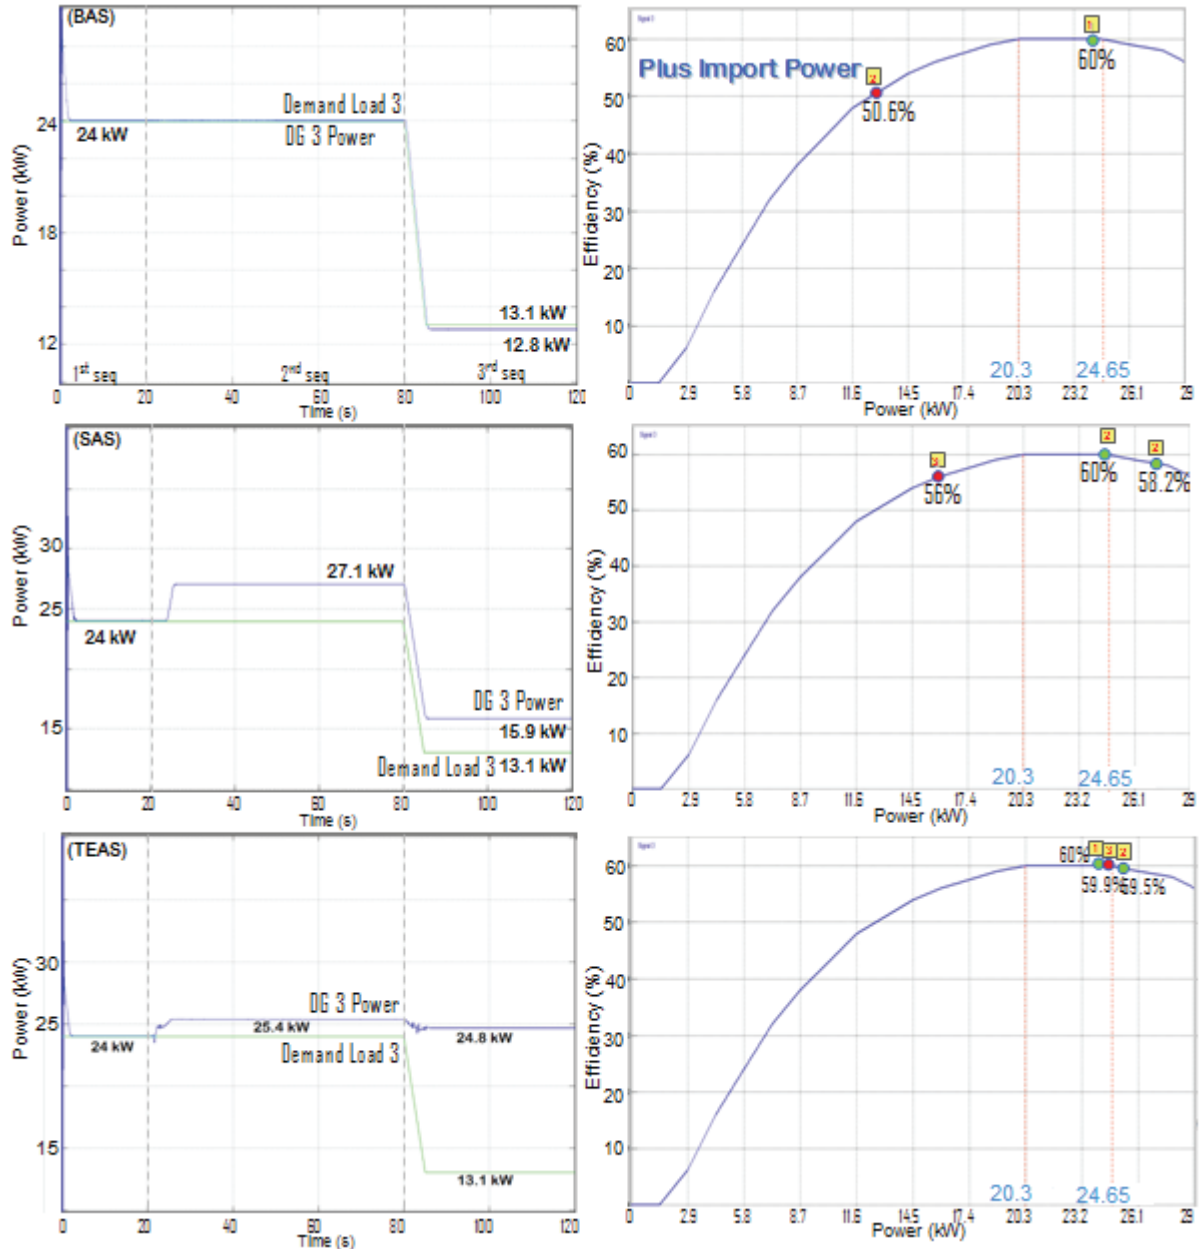 (BAS)
Power (kW)
24
18
12
Demand Load 3
24 kW
DG 3 Power
13.1 kW
12.8 kW
1st seq
2nd seq
3rd seq
0 20 40 60 80 100 120
Time (s)
Plus Import Power
Efficiency (%)
60
50
40
30
20
10
1
60%
2
50.6%
20.3
24.65
0 2.9 5.8 8.7 11.6 14.5 17.4 20.3 23.2 26.1 29
Power (kW)
(SAS)
Power (kW)
30
25
15
27.1 kW
24 kW
DG 3 Power
15.9 kW
Demand Load 3 13.1 kW
0 20 40 60 80 100 120
Time (s)
Efficiency (%)
60
50
40
30
20
10
2
2
60%
58.2%
56%
20.3
24.65
0 2.9 5.8 8.7 11.6 14.5 17.4 20.3 23.2 26.1 29
Power (kW)
(TEAS)
Power (kW)
30
25
15
DG 3 Power
25.4 kW
24 kW
24.8 kW
Demand Load 3
13.1 kW
0 20 40 60 80 100 120
Time (s)
Efficiency (%)
60
50
40
30
20
10
60% 1 3 2
59.9% 59.5%
20.3
24.65
0 2.9 5.8 8.7 11.6 14.5 17.4 20.3 23.2 26.1 29
Power (kW)